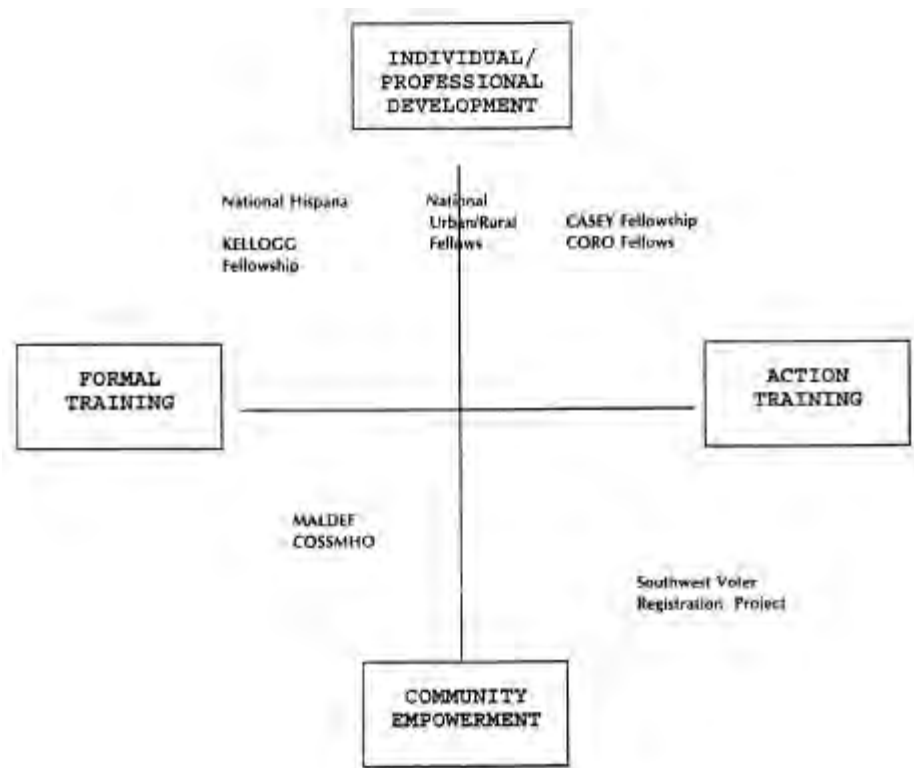 INDIVIDUAL/
PROFESSIONAL
DEVELOPMENT
National Hispana
KELLOGG
Fellowship
National
Urban/Rural
Fellows
CASEY Fellowship
CORO Fellows
FORMAL
TRAINING
ACTION
TRAINING
MALDEF
COSSMHO
Southwest Voter
Registration Project
COMMUNITY
EMPOWERMENT